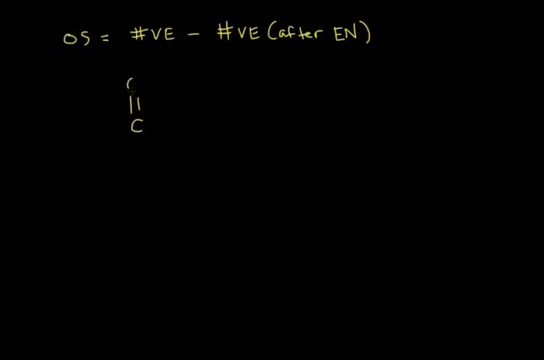 OS = #VE - #VE (after EN)
C